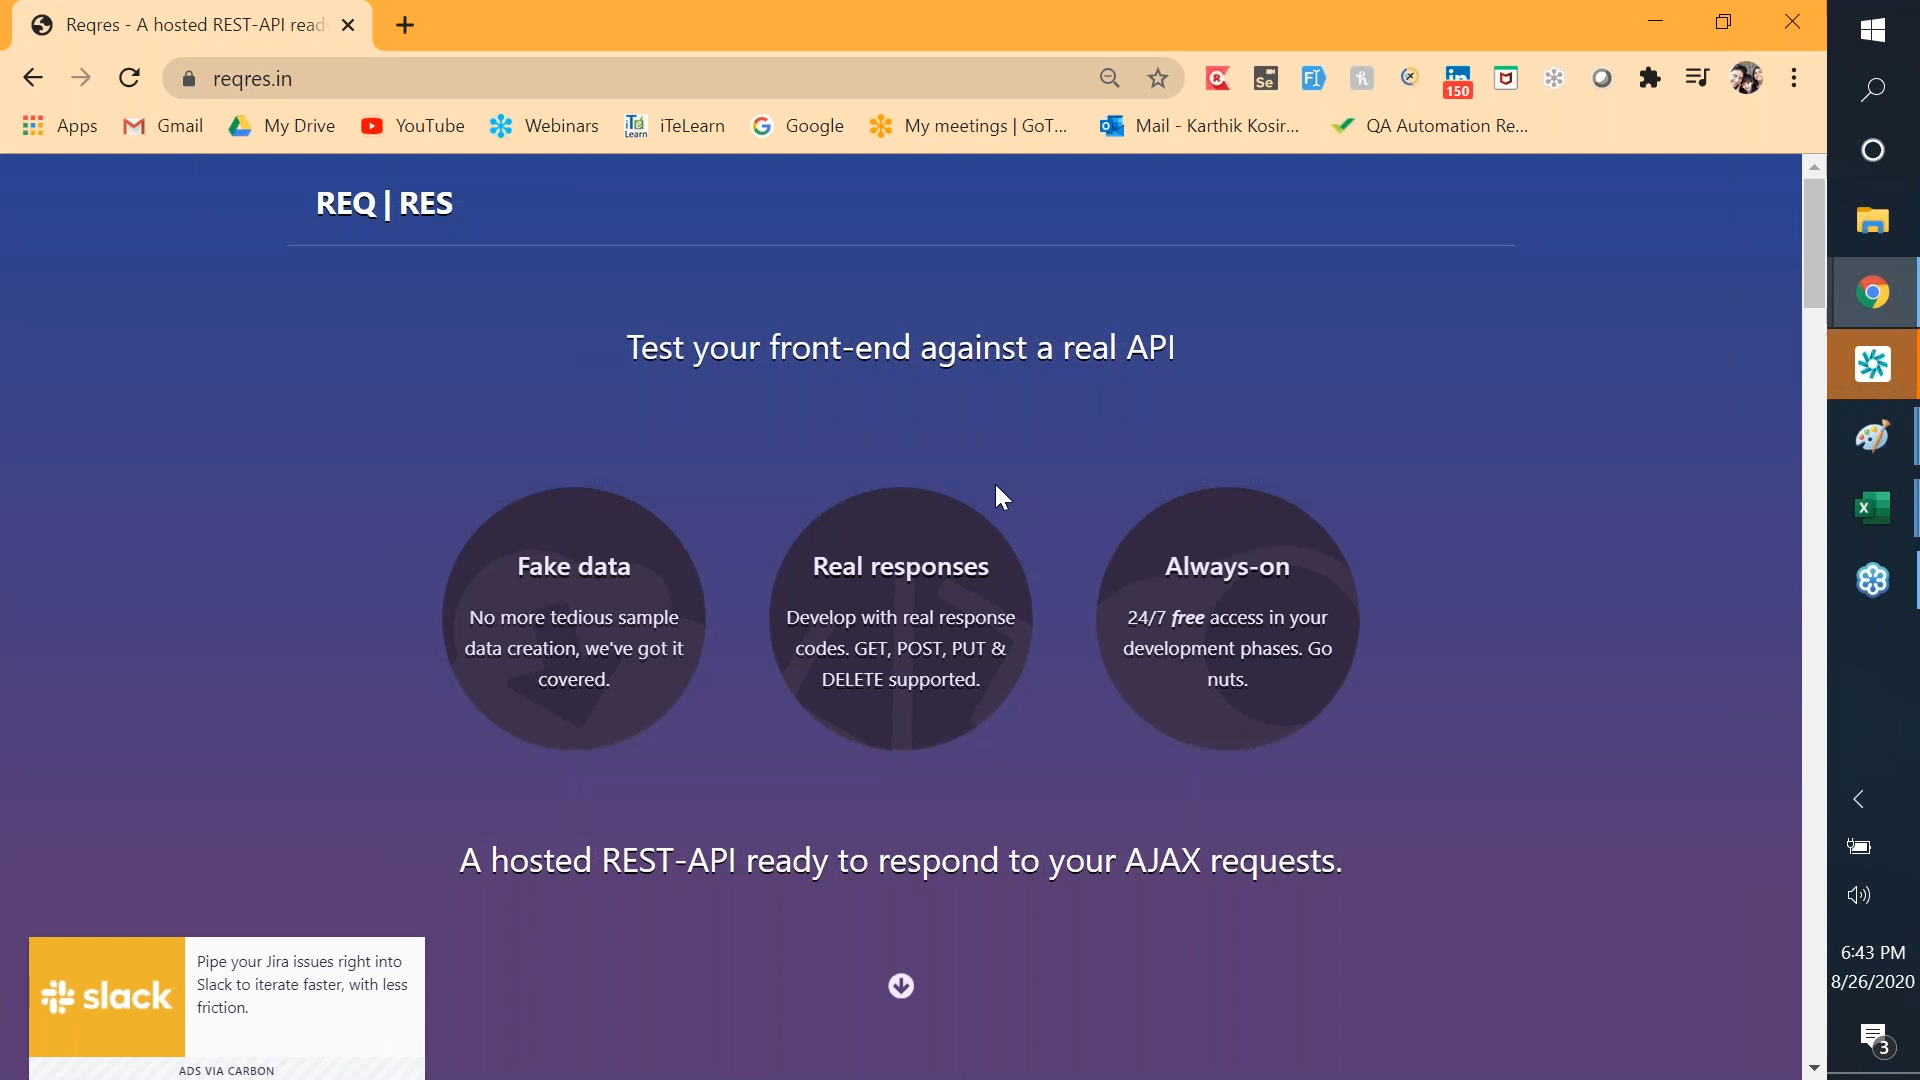 Reqres - A hosted REST-API read
reqres.in
150
Apps
Gmail
My Drive
YouTube
Webinars
iTeLearn
Google
My meetings | GoT...
Mail - Karthik Kosir...
QA Automation Re...
REQ | RES
Test your front-end against a real API
Fake data
No more tedious sample
data creation, we've got it
covered.
Real responses
Develop with real response
codes. GET, POST, PUT &
DELETE supported.
Always-on
24/7 free access in your
development phases. Go
nuts.
A hosted REST-API ready to respond to your AJAX requests.
slack
Pipe your Jira issues right into
Slack to iterate faster, with less
friction.
ADS VIA CARBON
6:43 PM
8/26/2020
3